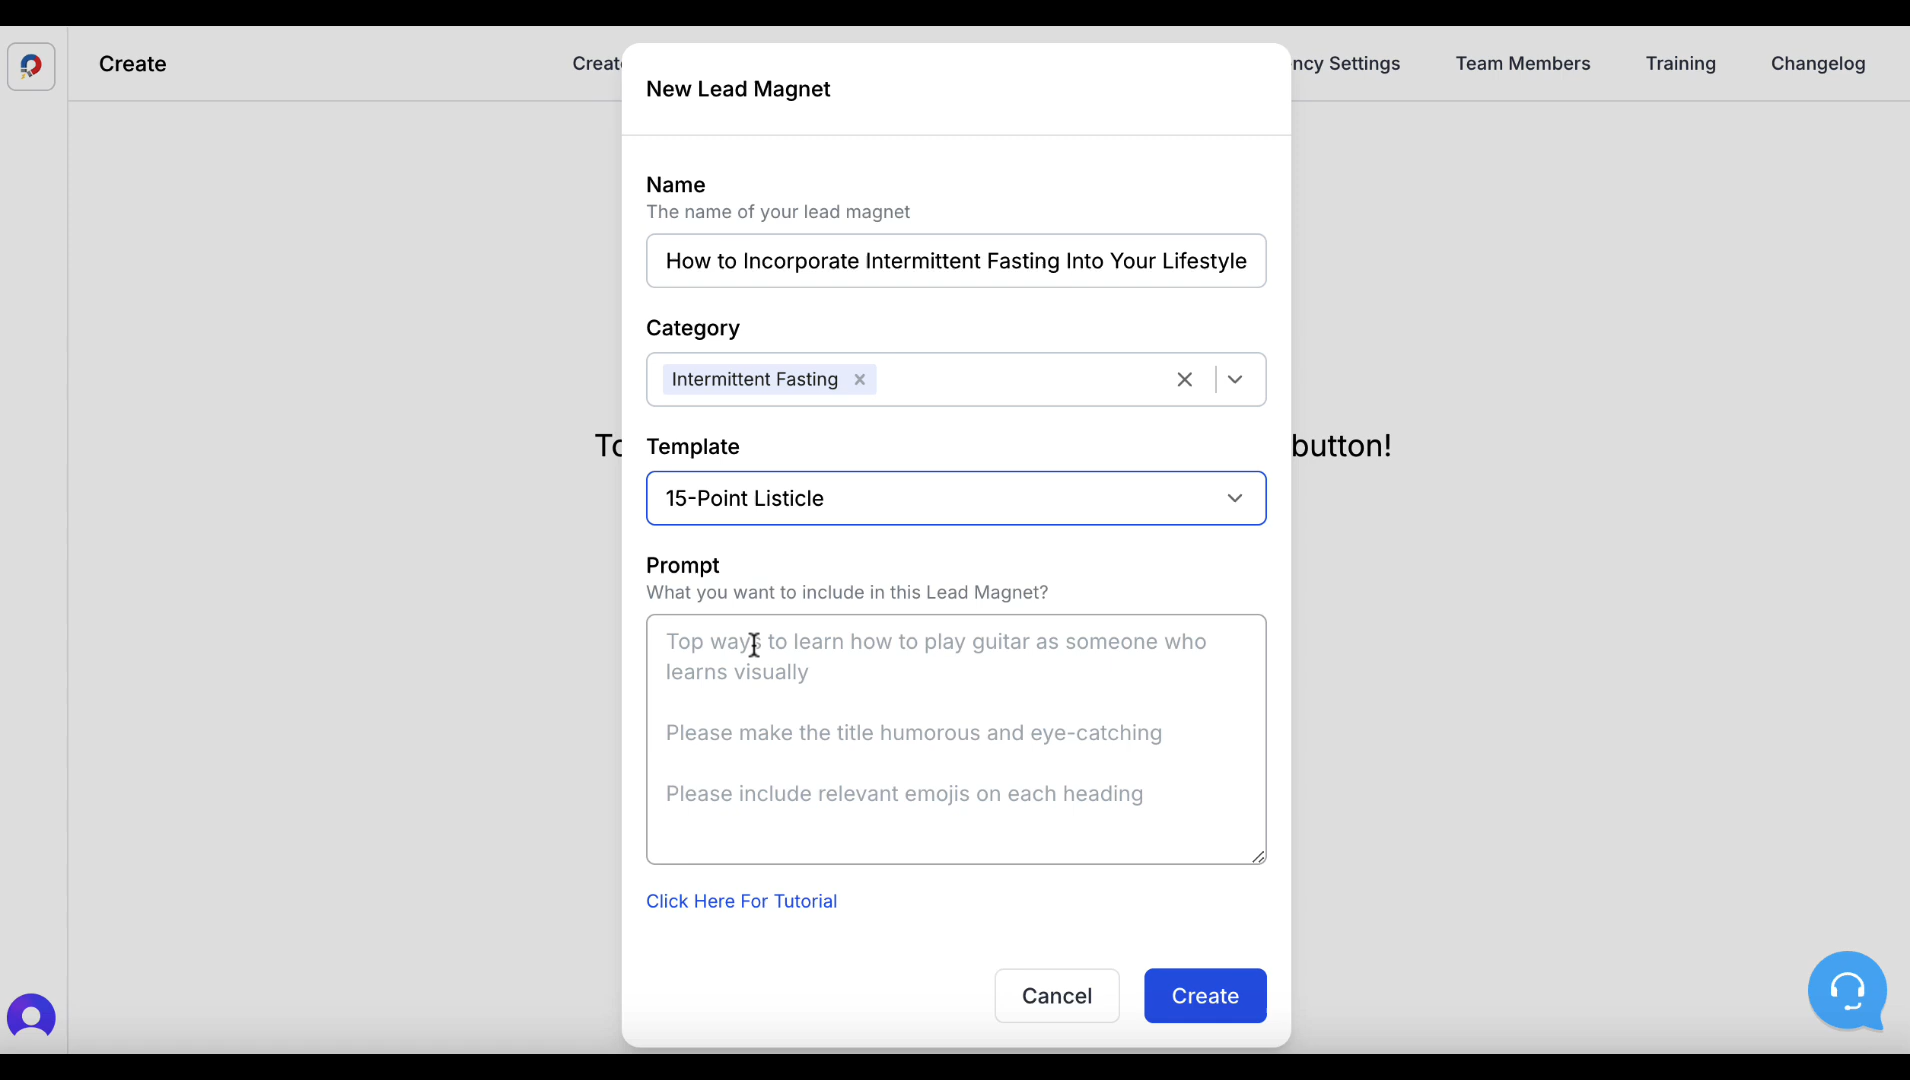 Create
Create
ncy Settings
Team Members
Training
Changelog
New Lead Magnet
Name
The name of your lead magnet
How to Incorporate Intermittent Fasting Into Your Lifestyle
Category
Intermittent Fasting
To
button!
Template
15-Point Listicle
Prompt
What you want to include in this Lead Magnet?
Top ways to learn how to play guitar as someone who
learns visually
Please make the title humorous and eye-catching
Please include relevant emojis on each heading
Click Here For Tutorial
Cancel
Create